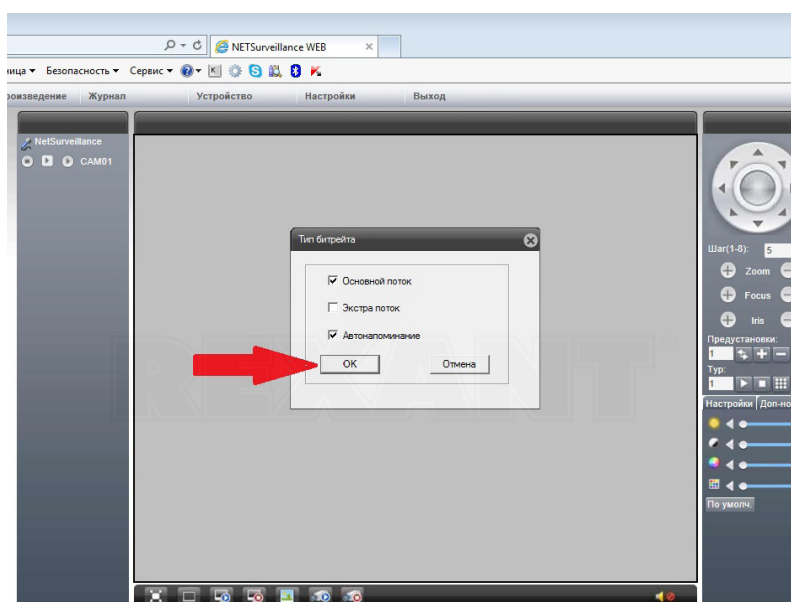 NETSurveillance WEB
ница Безопасность Сервис
роизведение Журнал Устройство Настройки Выход
NetSurveillance
CAM01
Тип битрейта
Основной поток
Экстра поток
Автонапоминание
OK Отмена
REXANT
Шаг(1-8): 5
Zoom
Focus
Iris
Предустановки:
1
Тур:
1
Настройки Доп-но
По умолч.